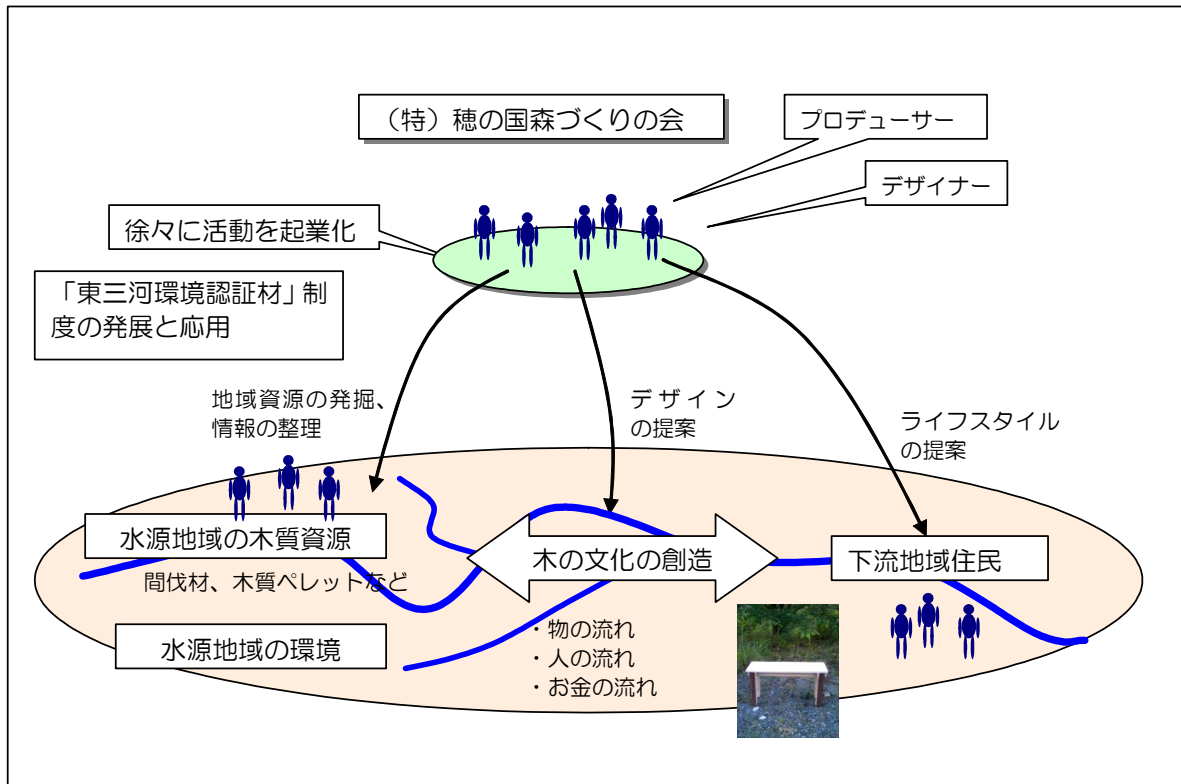 （特）穂の国森づくりの会
プロデューサー
デザイナー
徐々に活動を起業化
「東三河環境認証材」制
度の発展と応用
地域資源の発掘、
情報の整理
デザイン
の提案
ライフスタイル
の提案
水源地域の木質資源
木の文化の創造
下流地域住民
間伐材、木質ペレットなど
水源地域の環境
・物の流れ
・人の流れ
・お金の流れ